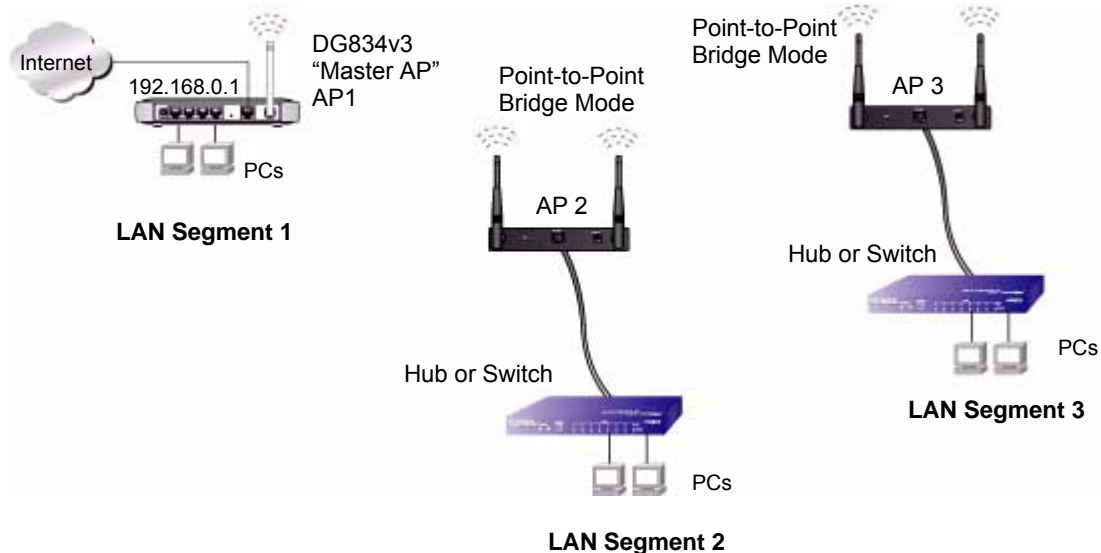 Internet
192.168.0.1
DG834v3
“Master AP”
AP1
PCs
LAN Segment 1
Point-to-Point
Bridge Mode
AP 2
Hub or Switch
PCs
LAN Segment 2
Point-to-Point
Bridge Mode
AP 3
Hub or Switch
PCs
LAN Segment 3